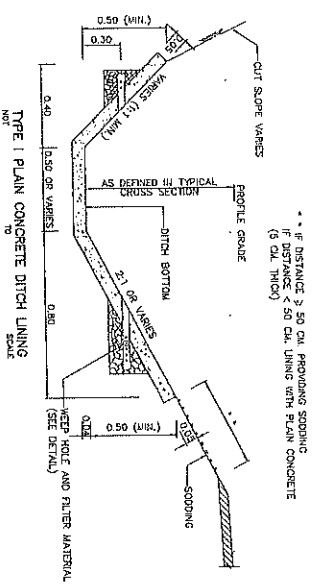 * * IF DISTANCE ≥ 50 CM. PROVIDING SODDING
IF DISTANCE < 50 CM. LINING WITH PLAIN CONCRETE
(5 CM. THICK)
CUT SLOPE VARIES
PROFILE GRADE
0.50 (MIN.)
0.30
0.05
VARIES (1:1 MIN.)
AS DEFINED IN TYPICAL
CROSS SECTION
DITCH BOTTOM
2:1 OR VARIES
* *
SODDING
0.05
0.50 (MIN.)
0.04
0.40
0.50 OR VARIES
0.80
WEEP HOLE AND FILTER MATERIAL
(SEE DETAIL)
TYPE I PLAIN CONCRETE DITCH LINING
NOT TO SCALE